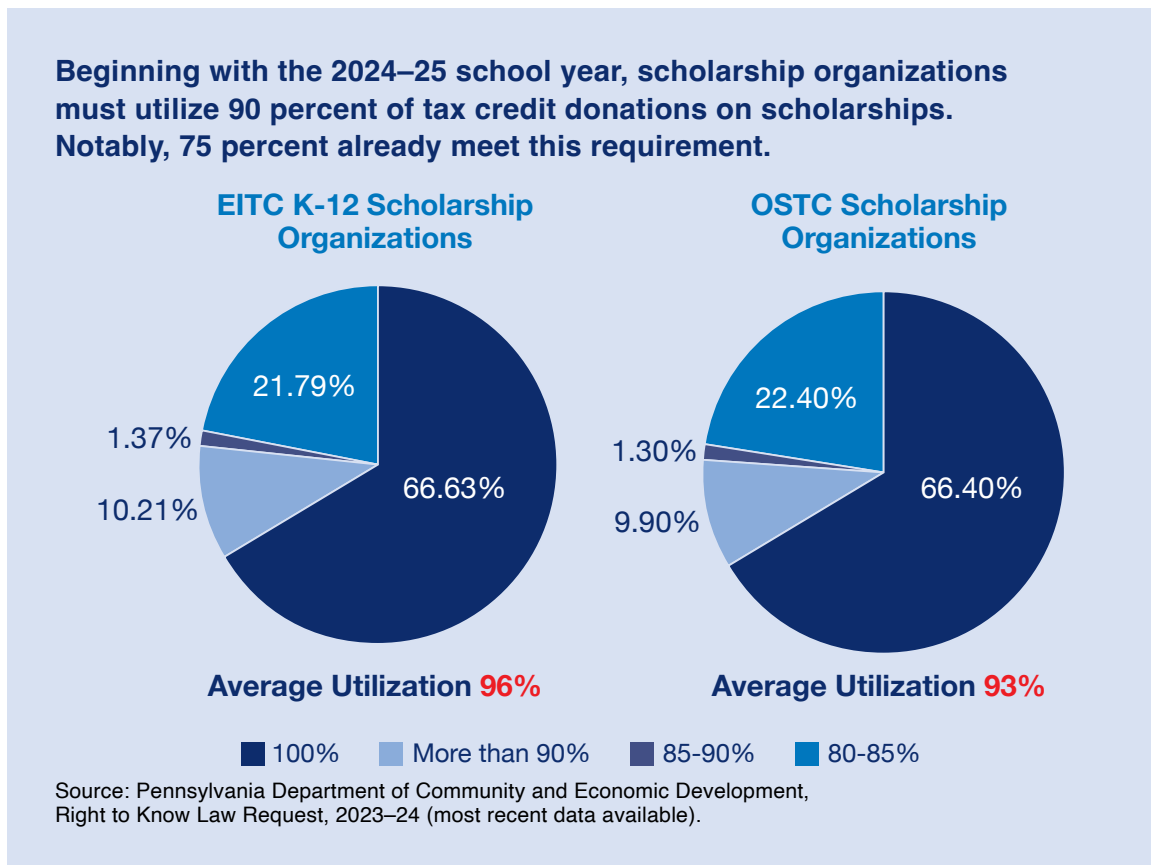 Beginning with the 2024–25 school year, scholarship organizations
must utilize 90 percent of tax credit donations on scholarships.
Notably, 75 percent already meet this requirement.
EITC K-12 Scholarship
Organizations
21.79%
1.37%
10.21%
66.63%
Average Utilization 96%
OSTC Scholarship
Organizations
22.40%
1.30%
9.90%
66.40%
Average Utilization 93%
100%
More than 90%
85-90%
80-85%
Source: Pennsylvania Department of Community and Economic Development,
Right to Know Law Request, 2023–24 (most recent data available).